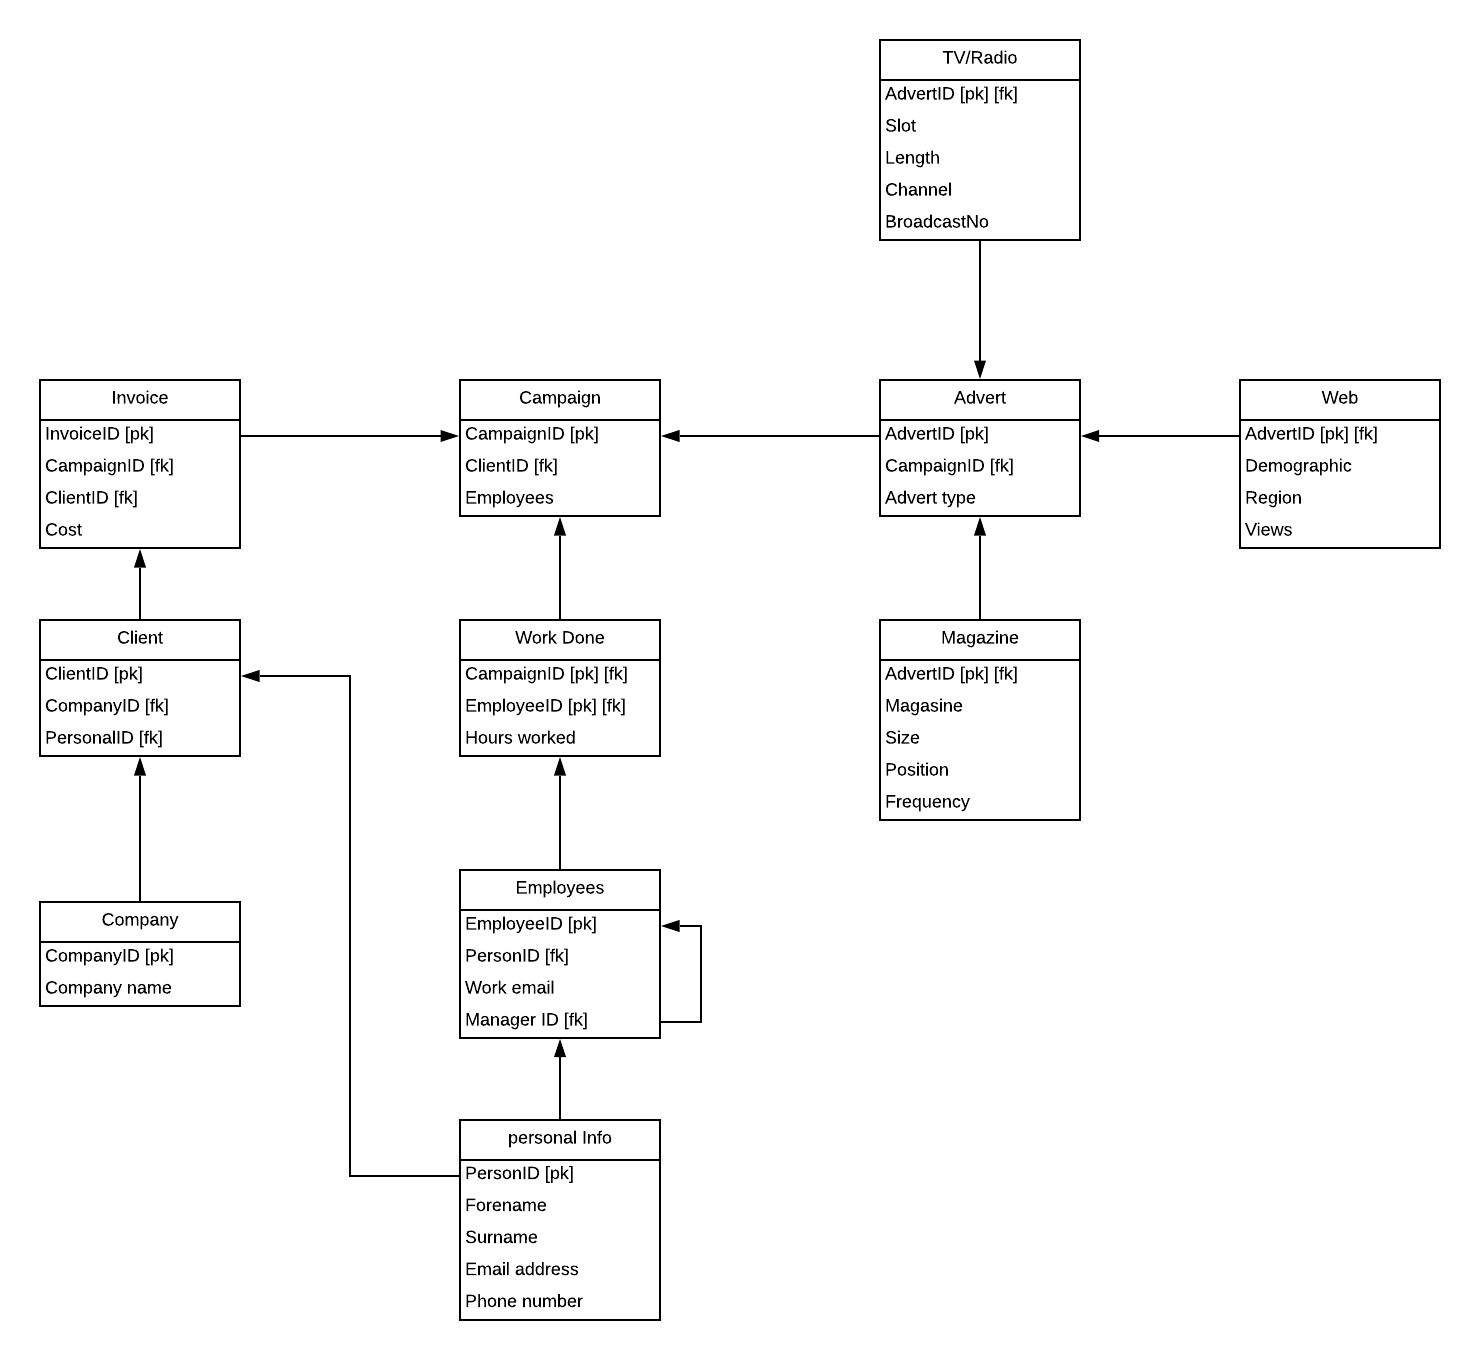 TV/Radio
AdvertID [pk] [fk]
Slot
Length
Channel
BroadcastNo
Invoice
InvoiceID [pk]
CampaignID [fk]
ClientID [fk]
Cost
Campaign
CampaignID [pk]
ClientID [fk]
Employees
Advert
AdvertID [pk]
CampaignID [fk]
Advert type
Web
AdvertID [pk] [fk]
Demographic
Region
Views
Client
ClientID [pk]
CompanyID [fk]
PersonalID [fk]
Work Done
CampaignID [pk] [fk]
EmployeeID [pk] [fk]
Hours worked
Magazine
AdvertID [pk] [fk]
Magasine
Size
Position
Frequency
Company
CompanyID [pk]
Company name
Employees
EmployeeID [pk]
PersonID [fk]
Work email
Manager ID [fk]
personal Info
PersonID [pk]
Forename
Surname
Email address
Phone number